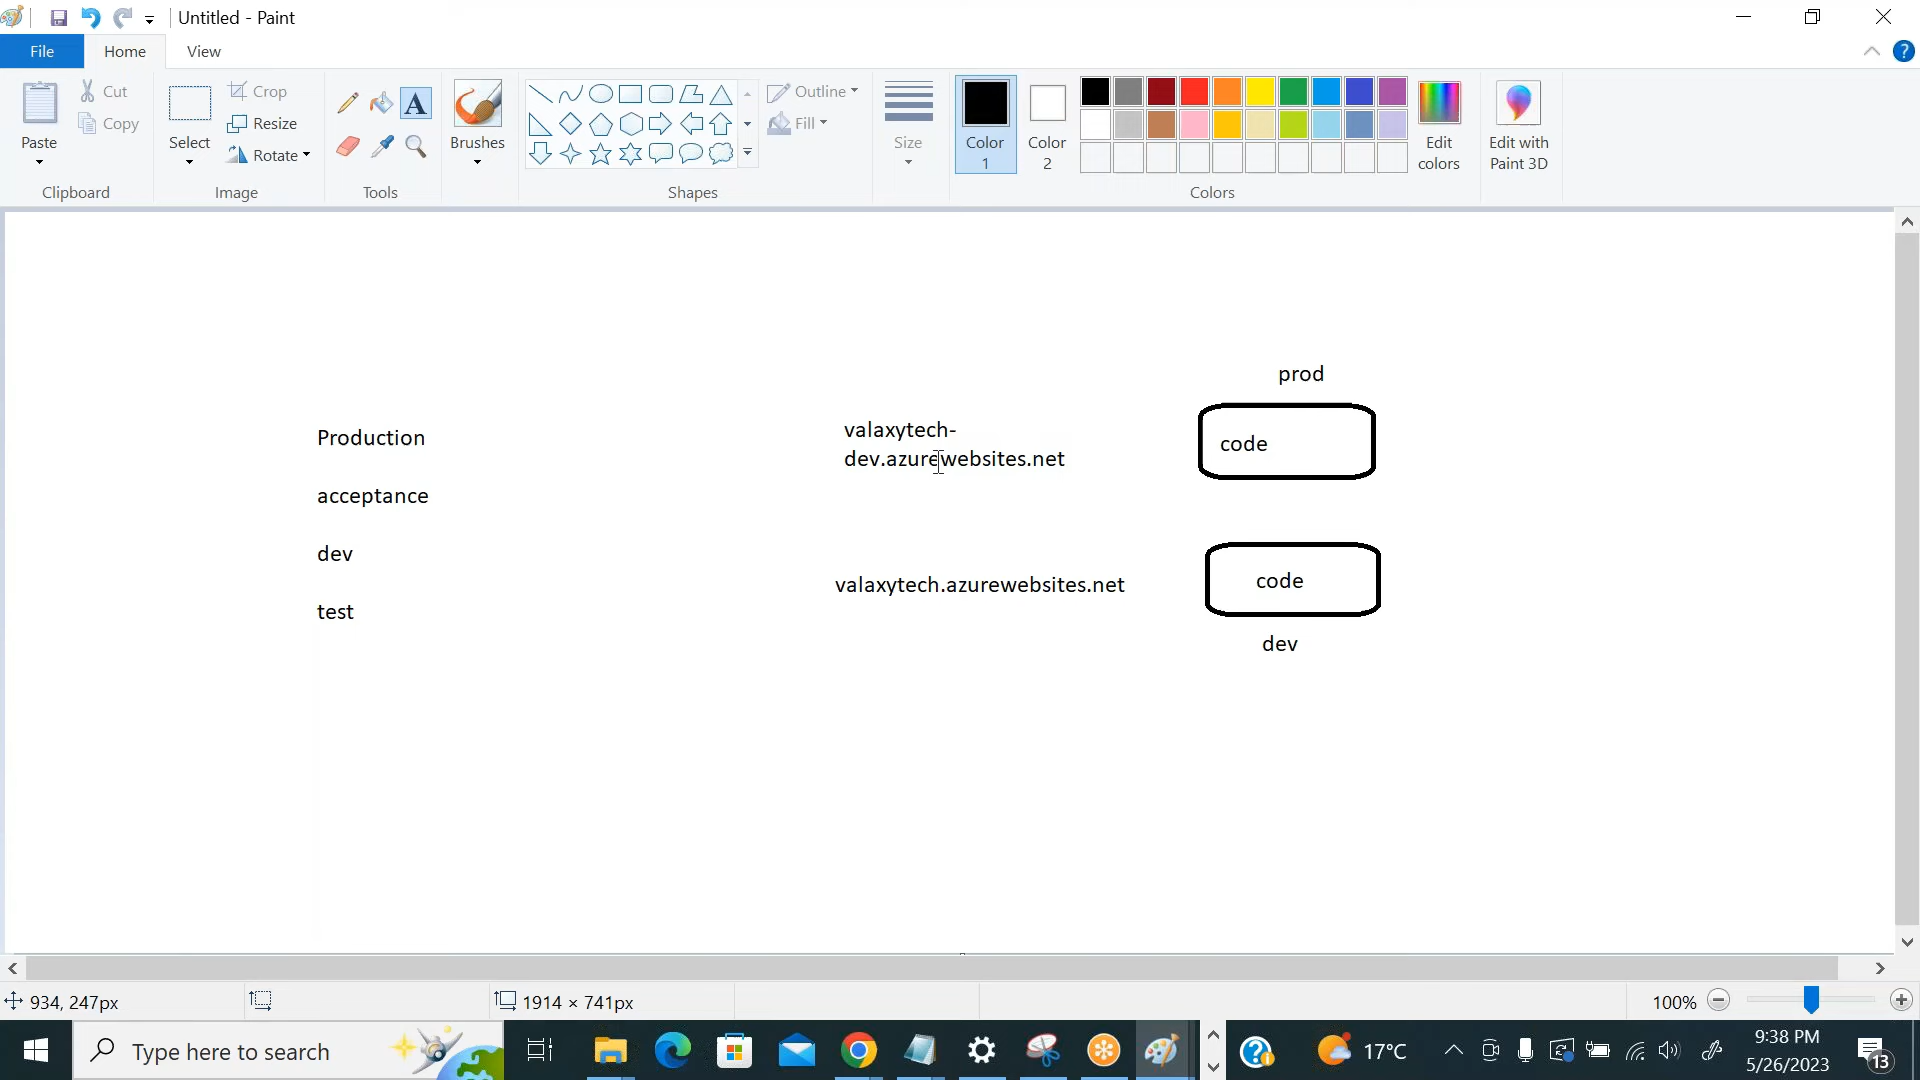 Untitled - Paint
File
Home
View
Paste
Cut
Copy
Clipboard
Select
Crop
Resize
Rotate
Image
A
Tools
Brushes
Shapes
Outline
Fill
Size
Color
1
Color
2
Edit
colors
Colors
Edit with
Paint 3D
?
prod
Production
valaxytech-
dev.azurewebsites.net
code
acceptance
dev
valaxytech.azurewebsites.net
code
test
dev
934, 247px
1914 × 741px
100%
Type here to search
?
17°C
9:38 PM
5/26/2023
13